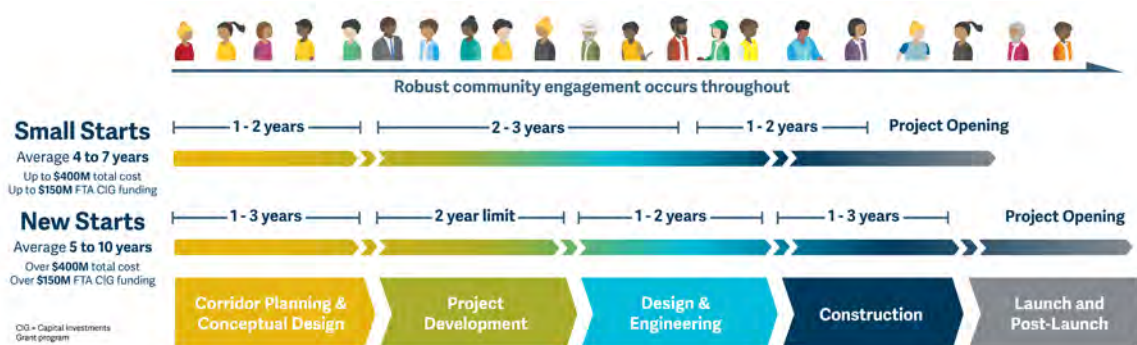 Robust community engagement occurs throughout
Small Starts
Average 4 to 7 years
Up to $400M total cost
Up to $150M FTA CIG funding
1 - 2 years
2 - 3 years
1 - 2 years
Project Opening
New Starts
Average 5 to 10 years
Over $400M total cost
Over $150M FTA CIG funding
1 - 3 years
2 year limit
1 - 2 years
1 - 3 years
Project Opening
Corridor Planning &
Conceptual Design
Project
Development
Design &
Engineering
Construction
Launch and
Post-Launch
CIG = Capital Investments
Grant program